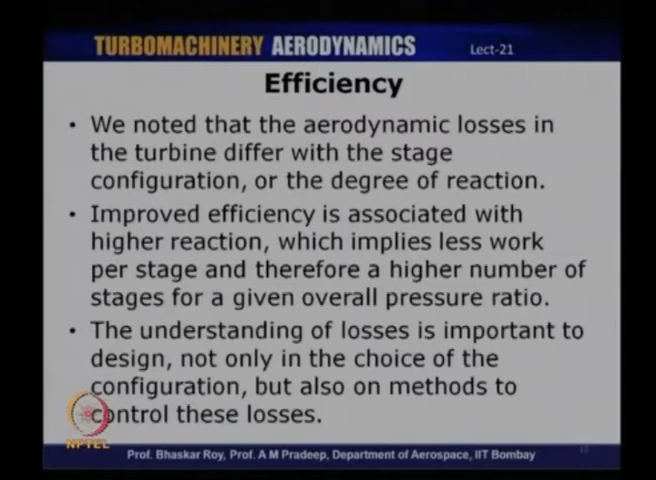 TURBOMACHINERY AERODYNAMICS Lect-21
Efficiency
• We noted that the aerodynamic losses in
the turbine differ with the stage
configuration, or the degree of reaction.
• Improved efficiency is associated with
higher reaction, which implies less work
per stage and therefore a higher number of
stages for a given overall pressure ratio.
• The understanding of losses is important to
design, not only in the choice of the
configuration, but also on methods to
control these losses.
NPTEL
Prof. Bhaskar Roy, Prof. A M Pradeep, Department of Aerospace, IIT Bombay